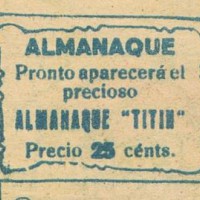 ALMANAQUE
Pronto aparecerá el
precioso
ALMANAQUE "TITIN"
Precio 25 cénts.